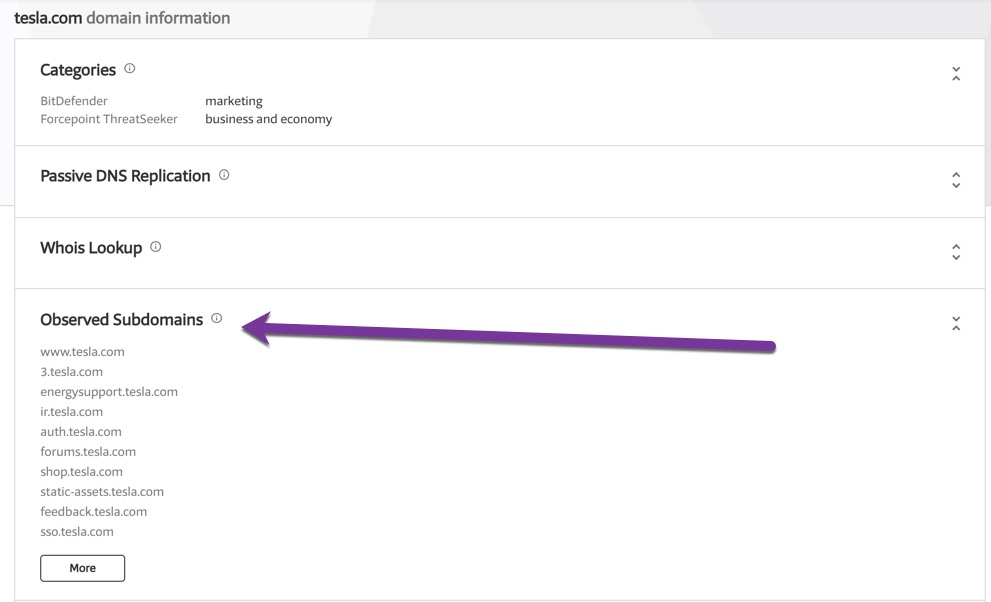 tesla.com domain information
Categories
BitDefender marketing
Forcepoint ThreatSeeker business and economy
Passive DNS Replication
Whois Lookup
Observed Subdomains
www.tesla.com
3.tesla.com
energysupport.tesla.com
ir.tesla.com
auth.tesla.com
forums.tesla.com
shop.tesla.com
static-assets.tesla.com
feedback.tesla.com
sso.tesla.com
More